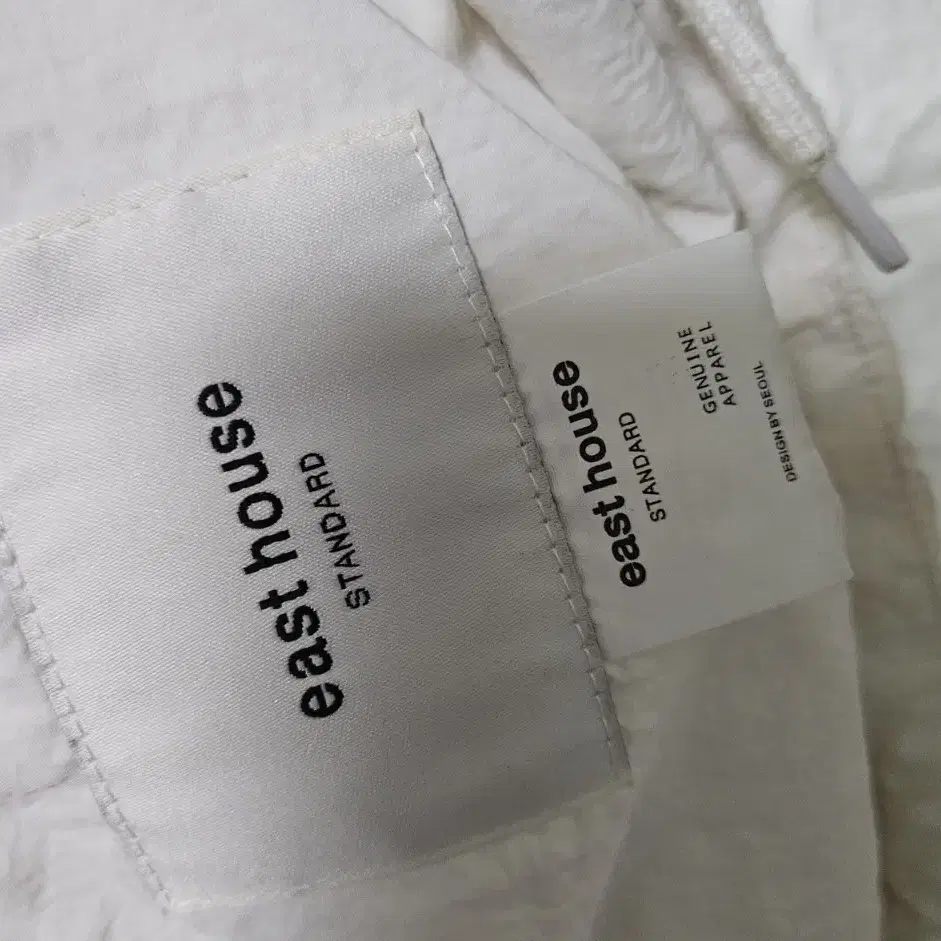 east house
STANDARD
east house
STANDARD
GENUINE
APPAREL
DESIGN BY SEOUL